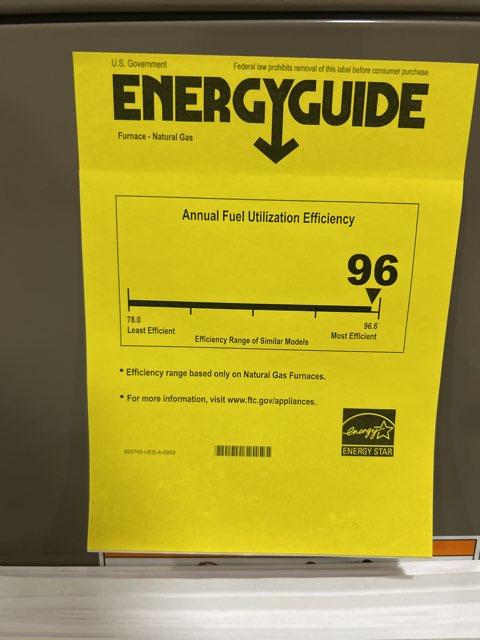 U.S. Government
Federal law prohibits removal of this label before consumer purchase.
ENERGYGUIDE
Furnace - Natural Gas
Annual Fuel Utilization Efficiency
96
78.0
96.6
Least Efficient
Most Efficient
Efficiency Range of Similar Models
* Efficiency range based only on Natural Gas Furnaces.
* For more information, visit www.ftc.gov/appliances.
energy
ENERGY STAR